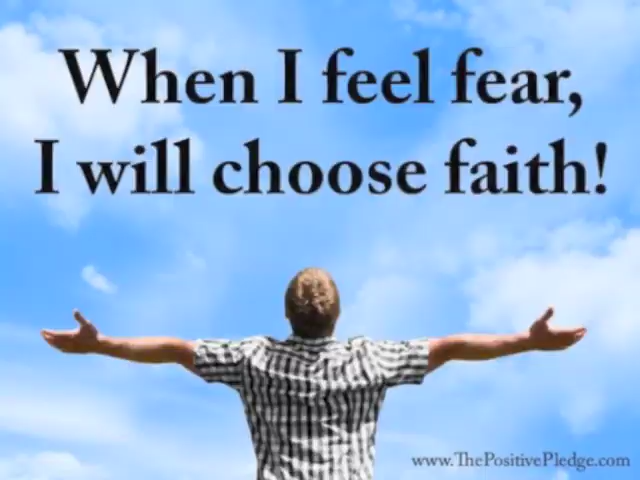 When I feel fear,
I will choose faith!
www.ThePositivePledge.com